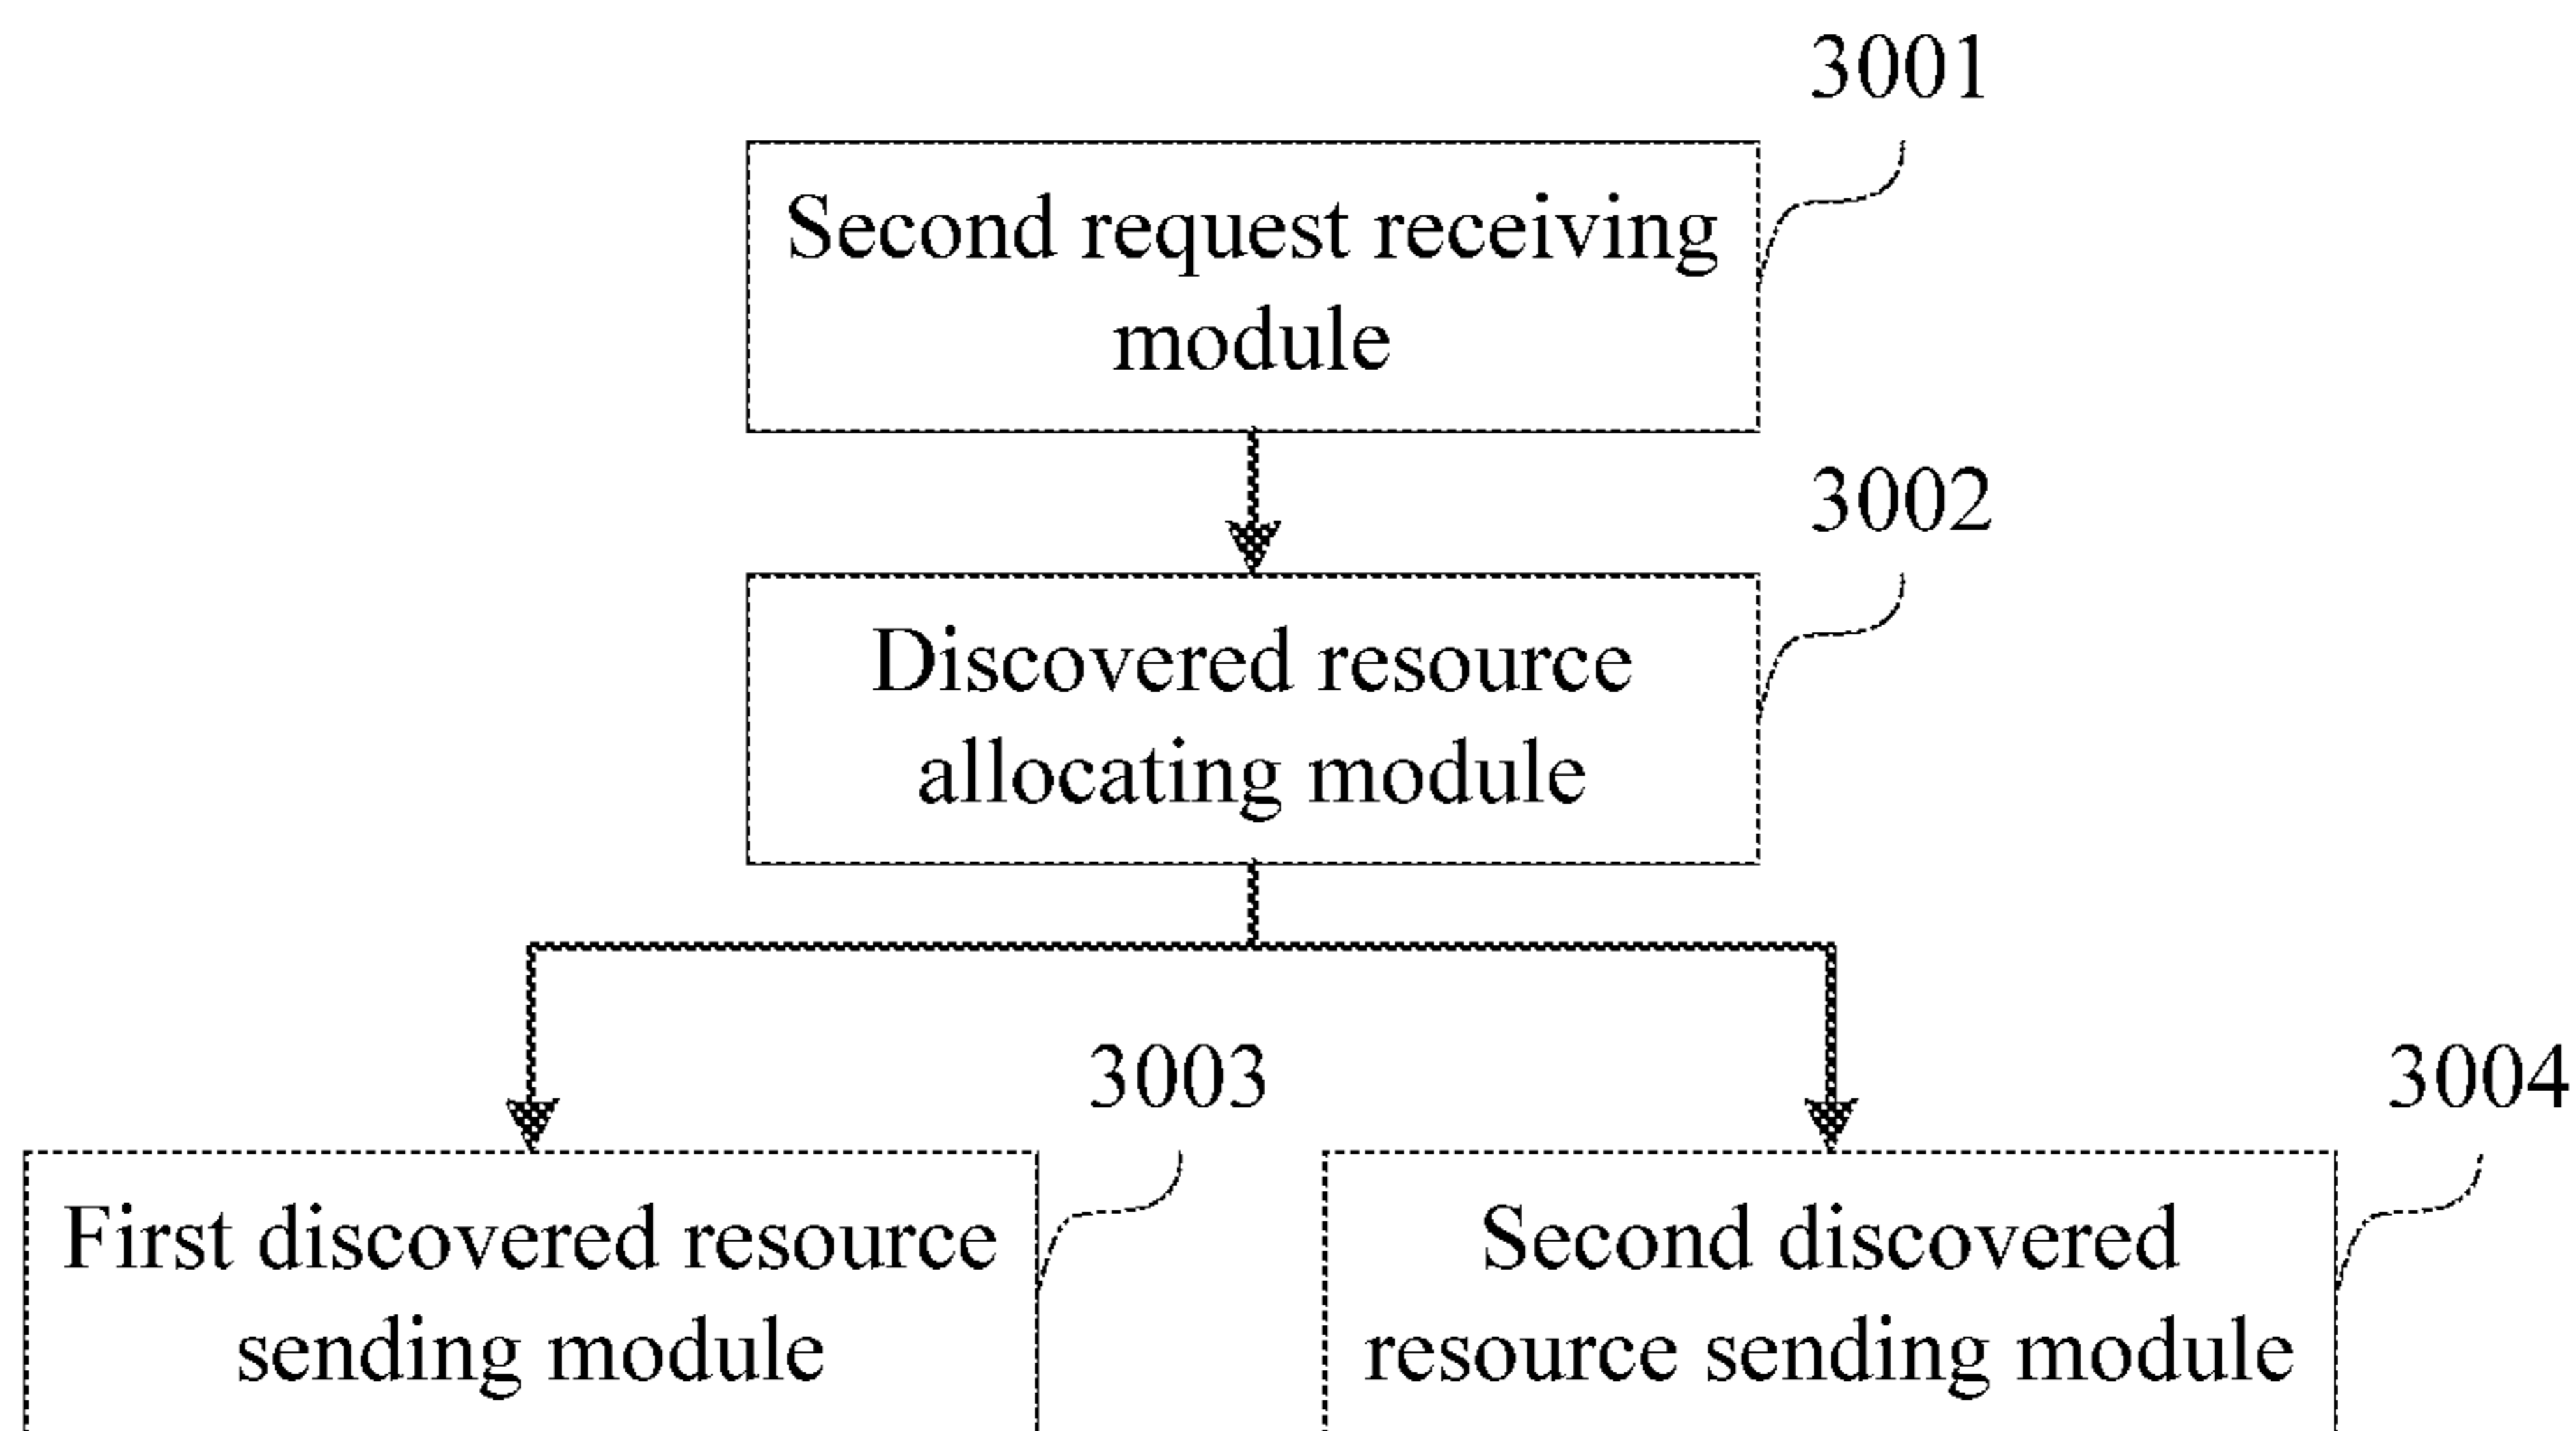 3001
Second request receiving
module
3002
Discovered resource
allocating module
3003
First discovered resource
sending module
3004
Second discovered
resource sending module